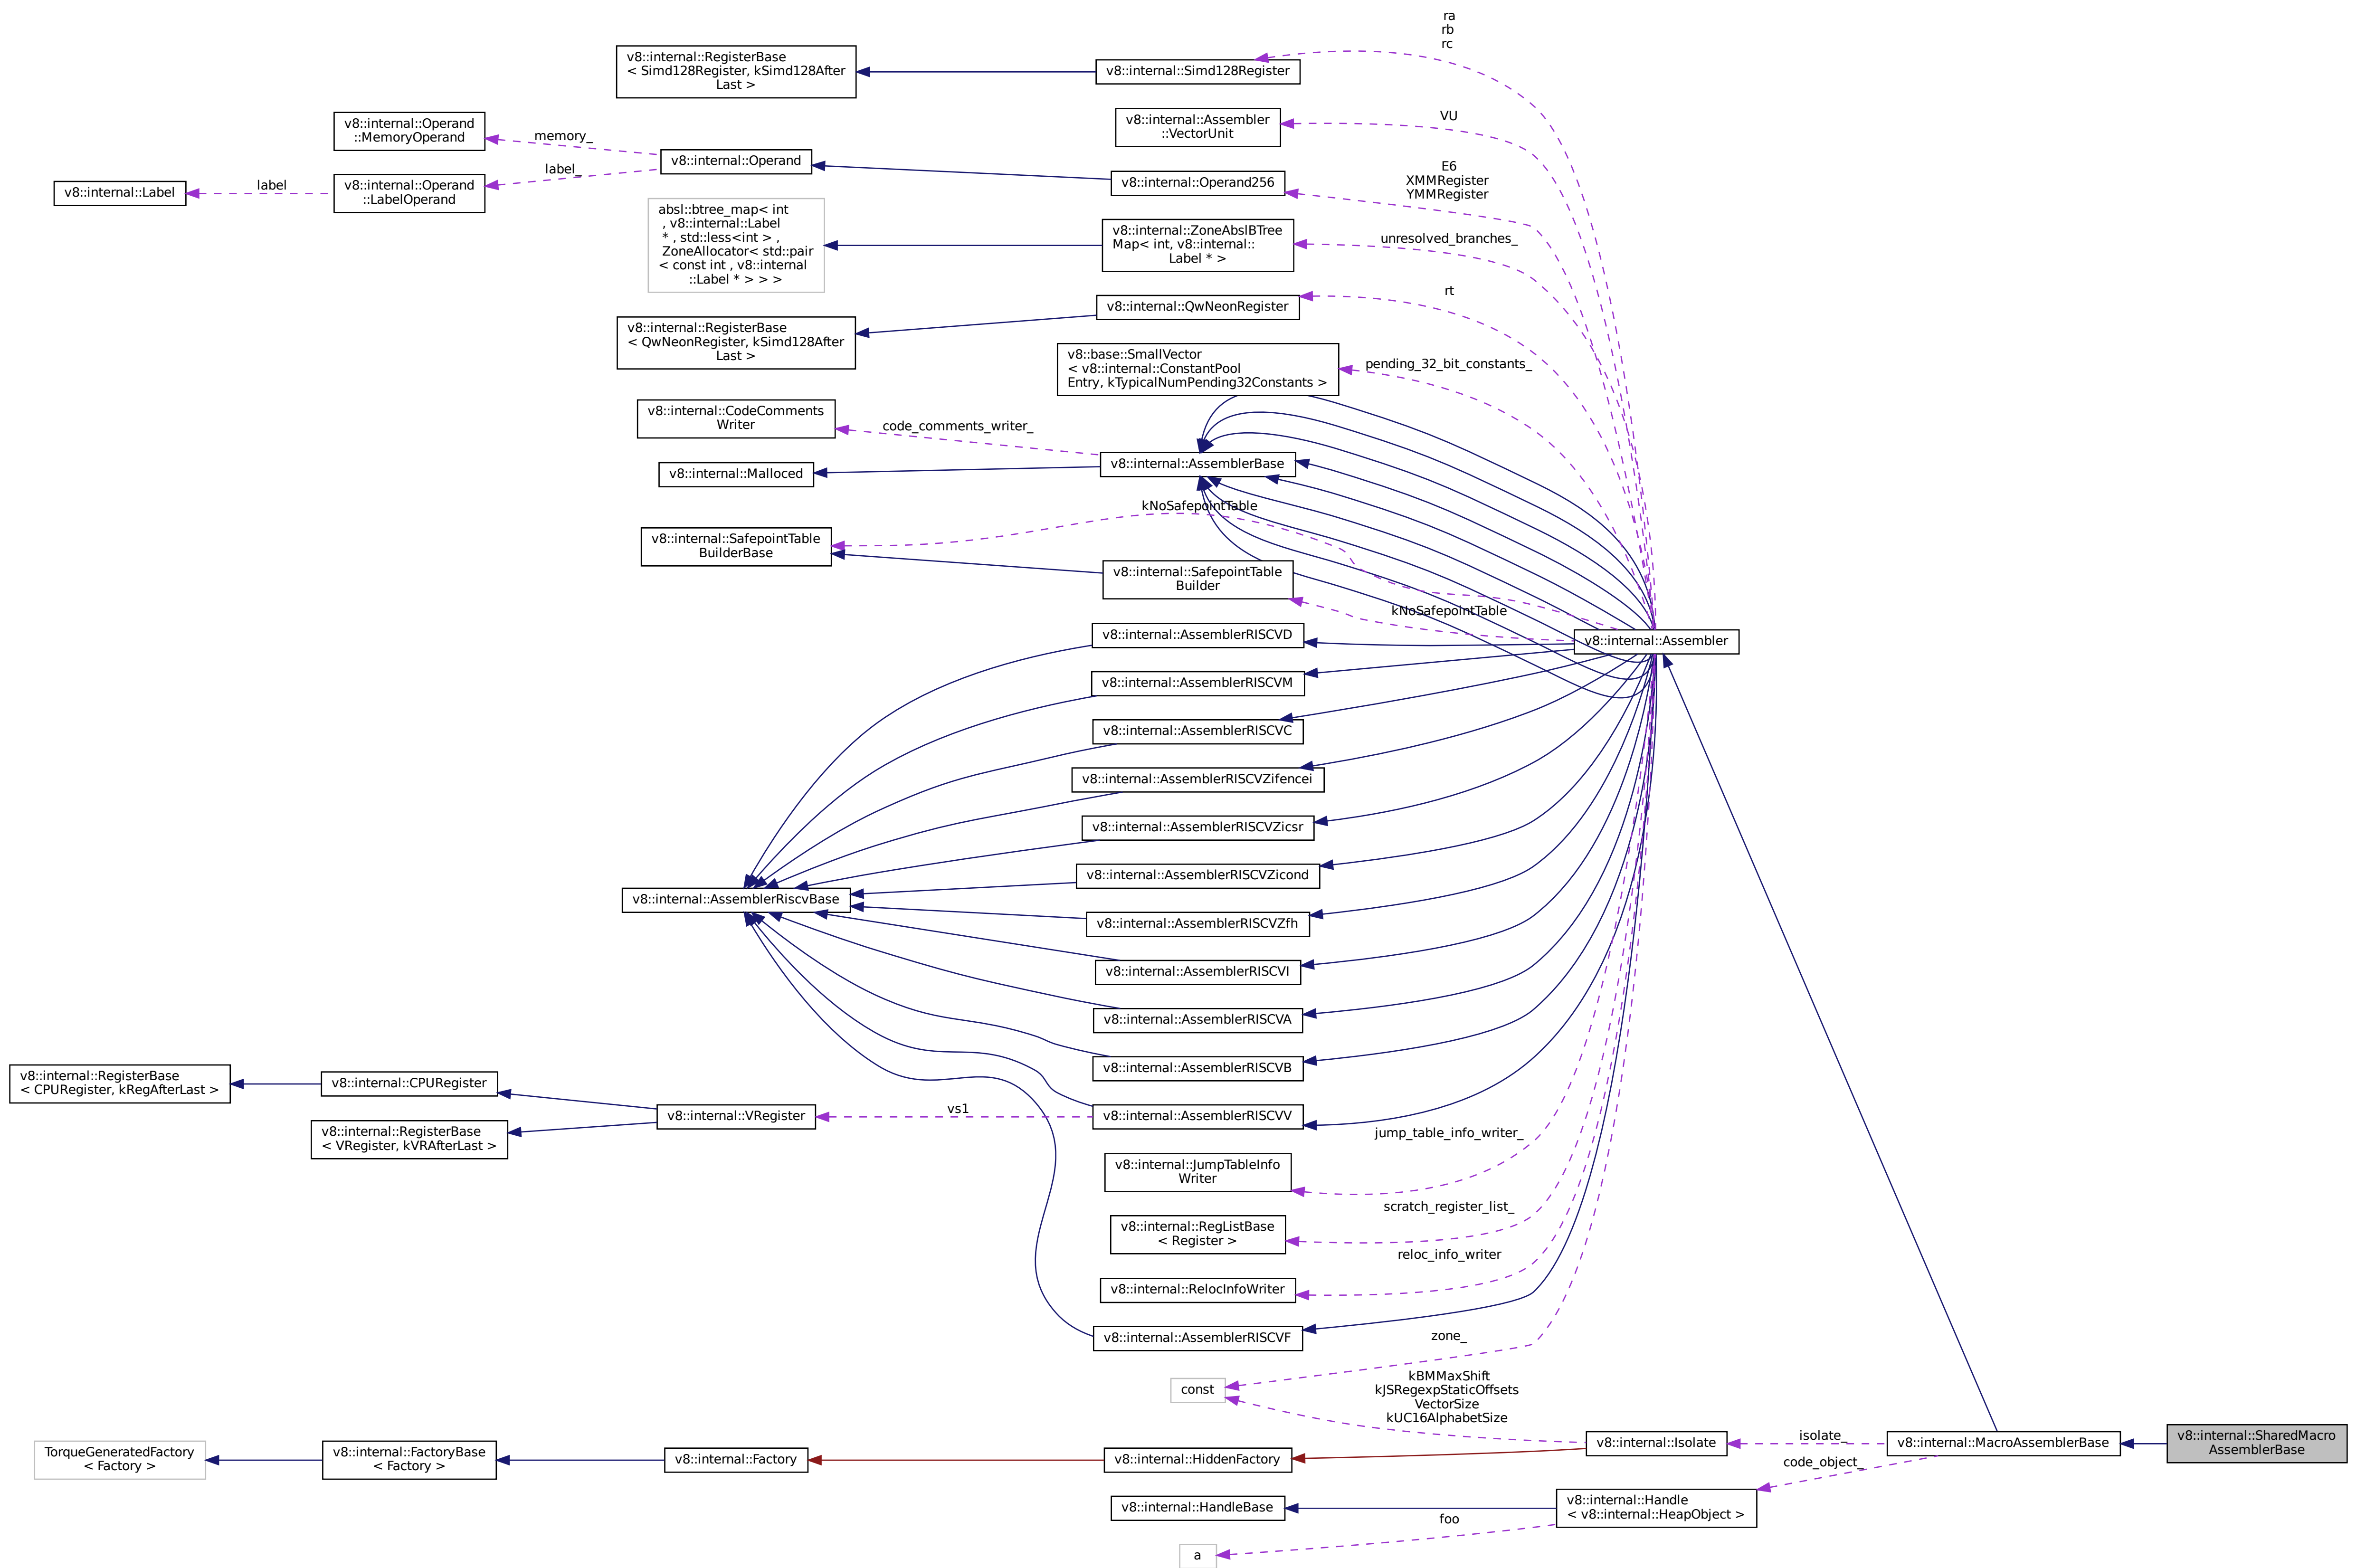 ra
rb
rc
v8::internal::RegisterBase
< Simd128Register, kSimd128After
Last >
v8::internal::Simd128Register
v8::internal::Operand
::MemoryOperand
memory_
v8::internal::Assembler
::VectorUnit
VU
v8::internal::Operand
v8::internal::Label
label
v8::internal::Operand
::LabelOperand
label_
v8::internal::Operand256
E6
XMMRegister
YMMRegister
absl::btree_map< int
, v8::internal::Label
* , std::less<int > ,
ZoneAllocator< std::pair
< const int , v8::internal
::Label * > > >
v8::internal::ZoneAbslBTree
Map< int, v8::internal::
Label * >
unresolved_branches_
v8::internal::RegisterBase
< QwNeonRegister, kSimd128After
Last >
v8::internal::QwNeonRegister
rt
v8::base::SmallVector
< v8::internal::ConstantPool
Entry, kTypicalNumPending32Constants >
pending_32_bit_constants_
v8::internal::CodeComments
Writer
code_comments_writer_
v8::internal::Malloced
v8::internal::AssemblerBase
kNoSafepointTable
v8::internal::SafepointTable
BuilderBase
v8::internal::SafepointTable
Builder
kNoSafepointTable
v8::internal::AssemblerRISCVD
v8::internal::Assembler
v8::internal::AssemblerRISCVM
v8::internal::AssemblerRISCVC
v8::internal::AssemblerRISCVZifencei
v8::internal::AssemblerRISCVZicsr
v8::internal::AssemblerRISCVZicond
v8::internal::AssemblerRiscvBase
v8::internal::AssemblerRISCVZfh
v8::internal::AssemblerRISCVI
v8::internal::AssemblerRISCVA
v8::internal::AssemblerRISCVB
v8::internal::RegisterBase
< CPURegister, kRegAfterLast >
v8::internal::CPURegister
v8::internal::RegisterBase
< VRegister, kVRAfterLast >
v8::internal::VRegister
vs1
v8::internal::AssemblerRISCVV
jump_table_info_writer_
v8::internal::JumpTableInfo
Writer
scratch_register_list_
v8::internal::RegListBase
< Register >
reloc_info_writer
v8::internal::RelocInfoWriter
v8::internal::AssemblerRISCVF
zone_
const
kBMMaxShift
kJSRegexpStaticOffsets
VectorSize
kUC16AlphabetSize
TorqueGeneratedFactory
< Factory >
v8::internal::FactoryBase
< Factory >
v8::internal::Factory
v8::internal::HiddenFactory
v8::internal::Isolate
isolate_
v8::internal::MacroAssemblerBase
v8::internal::SharedMacro
AssemblerBase
code_object_
v8::internal::HandleBase
v8::internal::Handle
< v8::internal::HeapObject >
foo
a